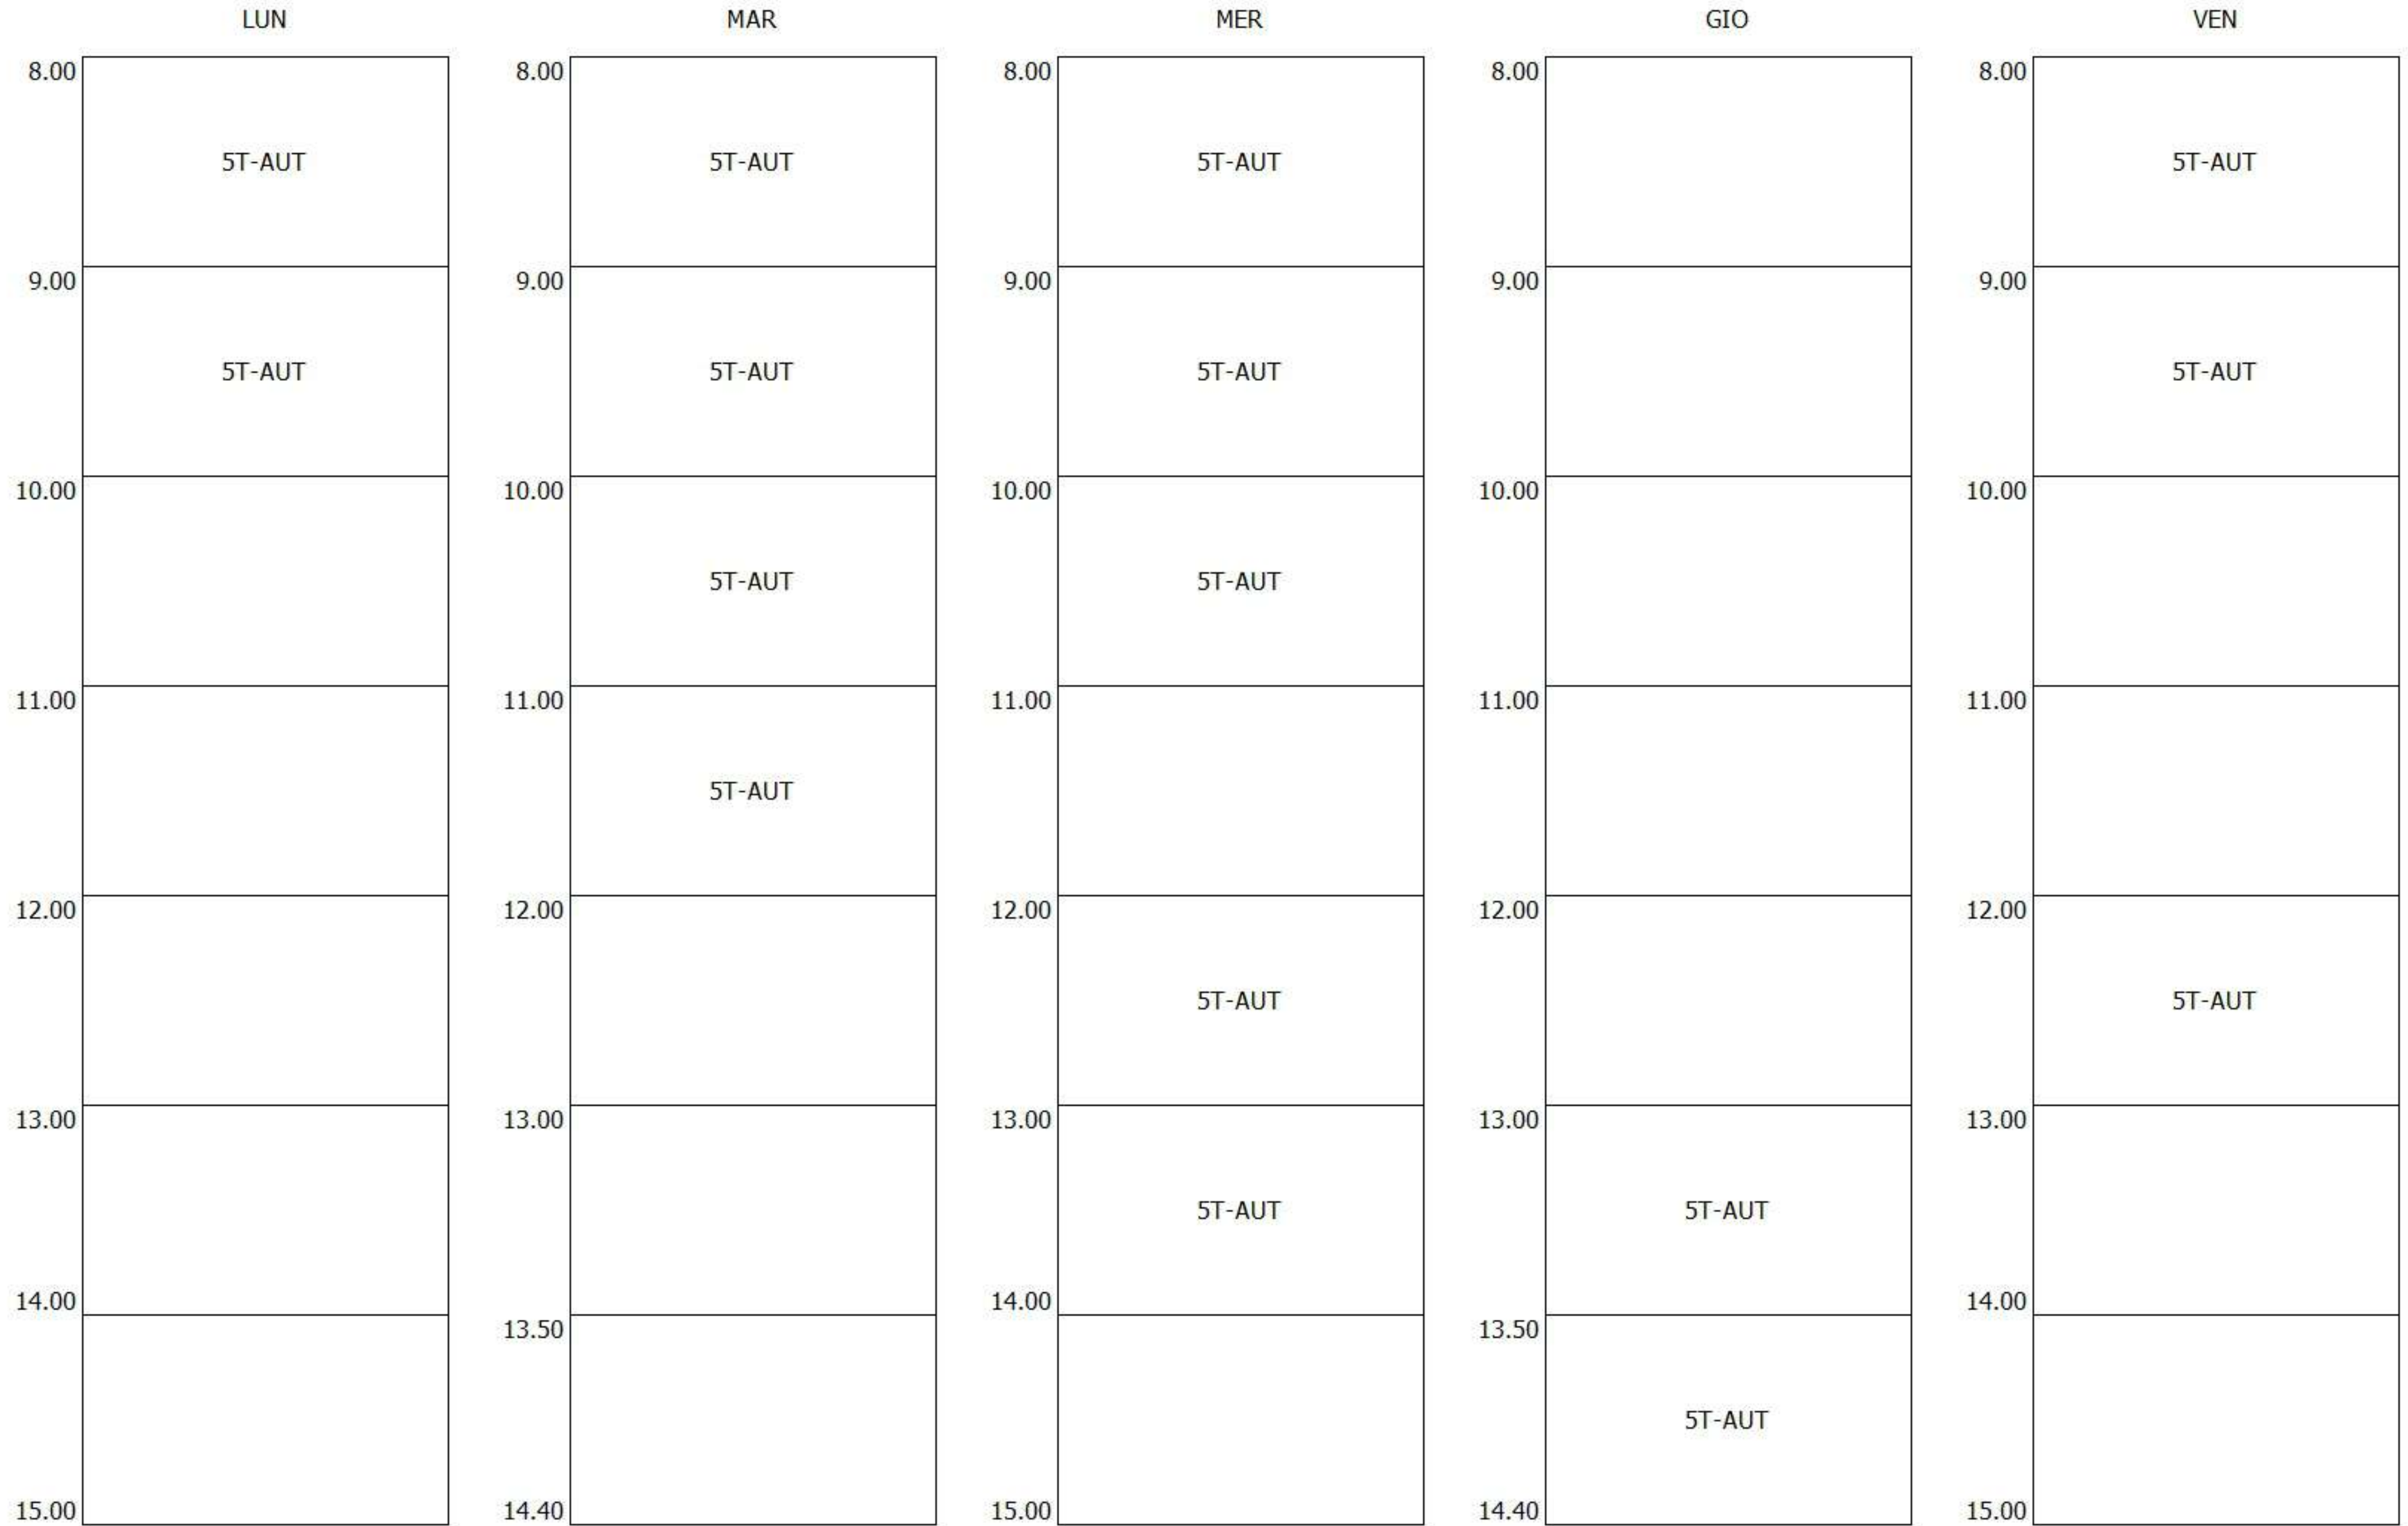 LUN MAR MER GIO VEN
8.00 8.00 8.00 8.00 8.00
5T-AUT 5T-AUT 5T-AUT 5T-AUT
9.00 9.00 9.00 9.00 9.00
5T-AUT 5T-AUT 5T-AUT 5T-AUT
10.00 10.00 10.00 10.00 10.00
5T-AUT 5T-AUT
11.00 11.00 11.00 11.00 11.00
5T-AUT
12.00 12.00 12.00 12.00 12.00
5T-AUT 5T-AUT
13.00 13.00 13.00 13.00 13.00
5T-AUT 5T-AUT
14.00 14.00 14.00
13.50 13.50
5T-AUT
15.00 14.40 15.00 14.40 15.00